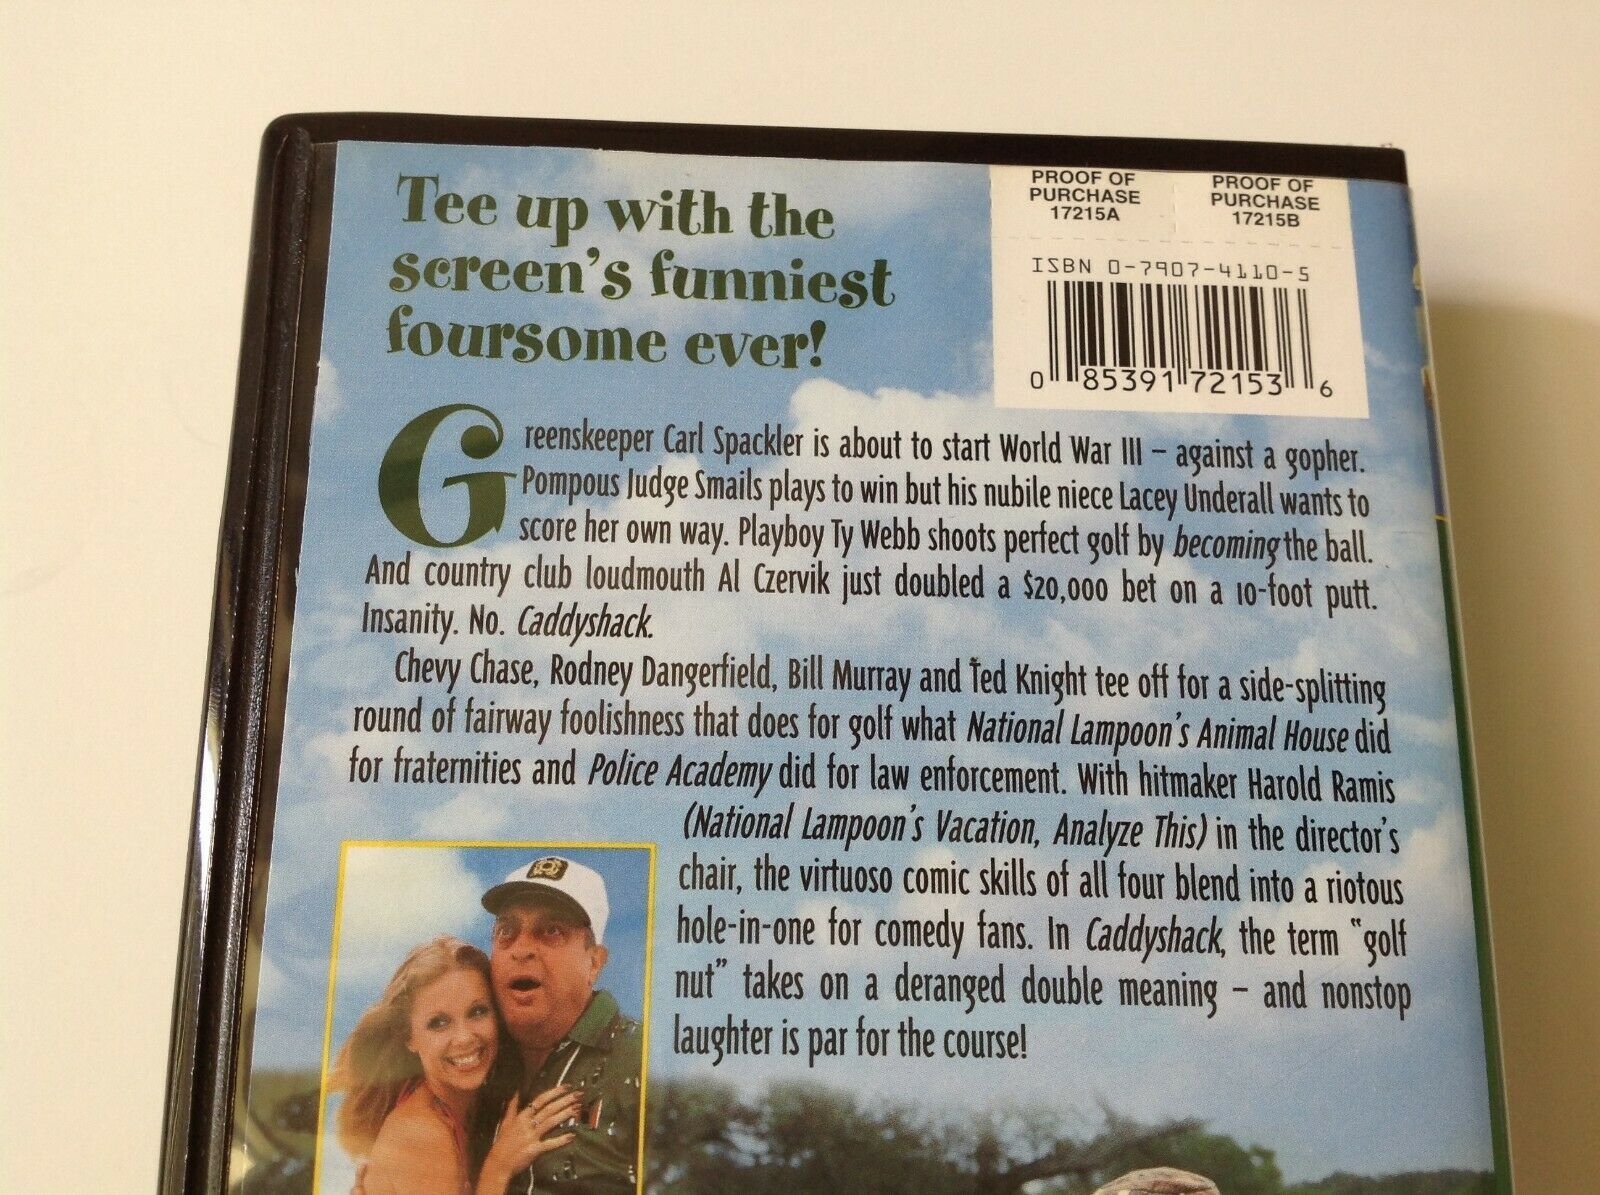 Tee up with the
screen's funniest
foursome ever!
PROOF OF
PURCHASE
17215A
PROOF OF
PURCHASE
17215B
ISBN 0-7907-4110-5
0 85391 72153 6
Greenskeeper Carl Spackler is about to start World War III – against a gopher.
Pompous Judge Smails plays to win but his nubile niece Lacey Underall wants to
score her own way. Playboy Ty Webb shoots perfect golf by becoming the ball.
And country club loudmouth Al Czervik just doubled a $20,000 bet on a 10-foot putt.
Insanity. No. Caddyshack.
Chevy Chase, Rodney Dangerfield, Bill Murray and Ted Knight tee off for a side-splitting
round of fairway foolishness that does for golf what National Lampoon's Animal House did
for fraternities and Police Academy did for law enforcement. With hitmaker Harold Ramis
(National Lampoon's Vacation, Analyze This) in the director's
chair, the virtuoso comic skills of all four blend into a riotous
hole-in-one for comedy fans. In Caddyshack, the term "golf
nut" takes on a deranged double meaning – and nonstop
laughter is par for the course!